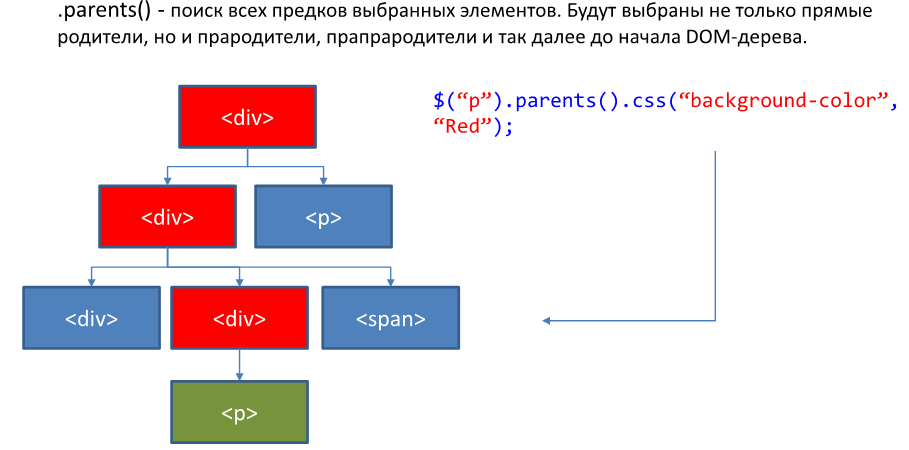 .parents() - поиск всех предков выбранных элементов. Будут выбраны не только прямые
родители, но и прародители, прапрародители и так далее до начала DOM-дерева.
$(“p”).parents().css(“background-color”,
“Red”);
<div>
<div>
<p>
<div>
<div>
<span>
<p>